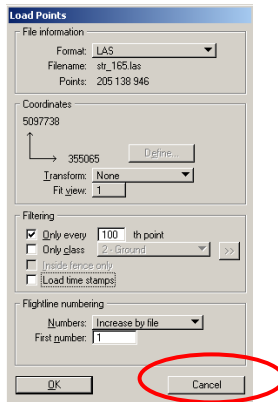 Load Points
File information
Format: LAS
Filename: str_165.las
Points: 205 138 946
Coordinates
5097738
355065
Define...
Transform: None
Fit view: 1
Filtering
Only every 100 th point
Only class 2 - Ground >>
Inside fence only
Load time stamps
Flightline numbering
Numbers: Increase by file
First number: 1
OK Cancel